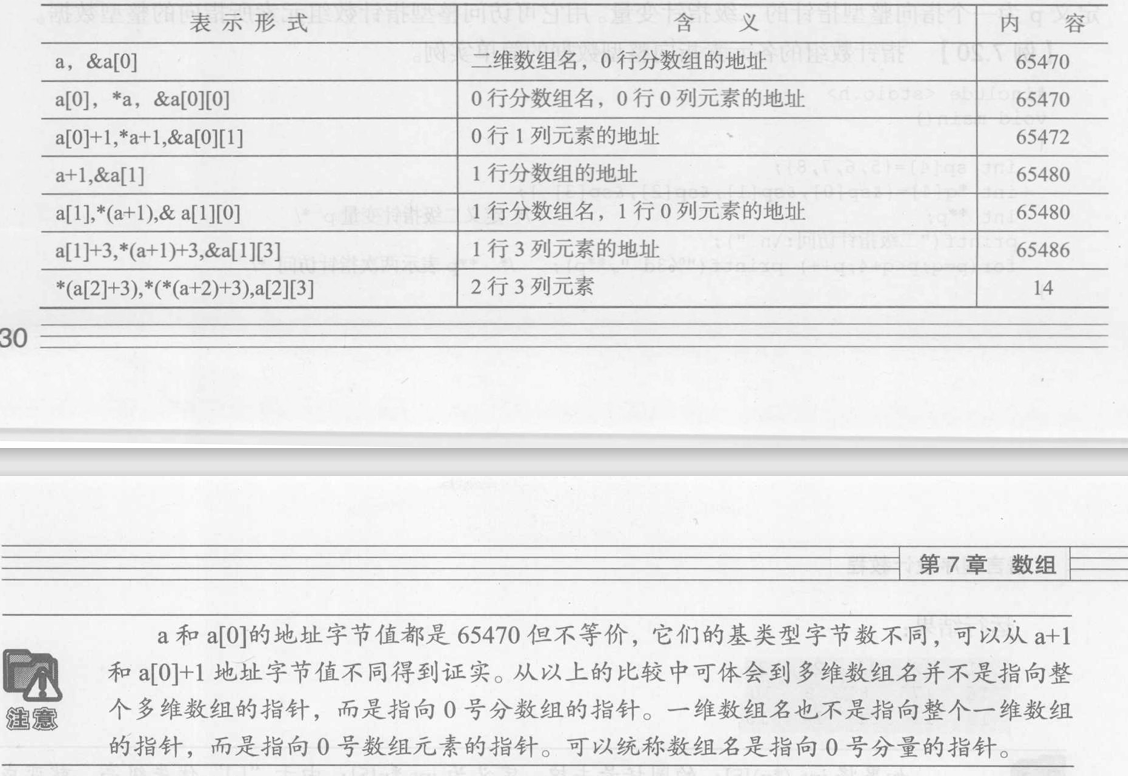 表 示 形 式 含 义 内 容
a，&a[0] 二维数组名，0 行分数组的地址 65470
a[0]，*a，&a[0][0] 0 行分数组名，0 行 0 列元素的地址 65470
a[0]+1,*a+1,&a[0][1] 0 行 1 列元素的地址 65472
a+1,&a[1] 1 行分数组的地址 65480
a[1],*(a+1),& a[1][0] 1 行分数组名，1 行 0 列元素的地址 65480
a[1]+3,*(a+1)+3,&a[1][3] 1 行 3 列元素的地址 65486
*(a[2]+3),*(*(a+2)+3),a[2][3] 2 行 3 列元素 14
30
第 7 章 数组
a 和 a[0]的地址字节值都是 65470 但不等价，它们的基类型字节数不同，可以从 a+1
和 a[0]+1 地址字节值不同得到证实。从以上的比较中可体会到多维数组名并不是指向整
个多维数组的指针，而是指向 0 号分数组的指针。一维数组名也不是指向整个一维数组
的指针，而是指向 0 号数组元素的指针。可以统称数组名是指向 0 号分量的指针。
注意